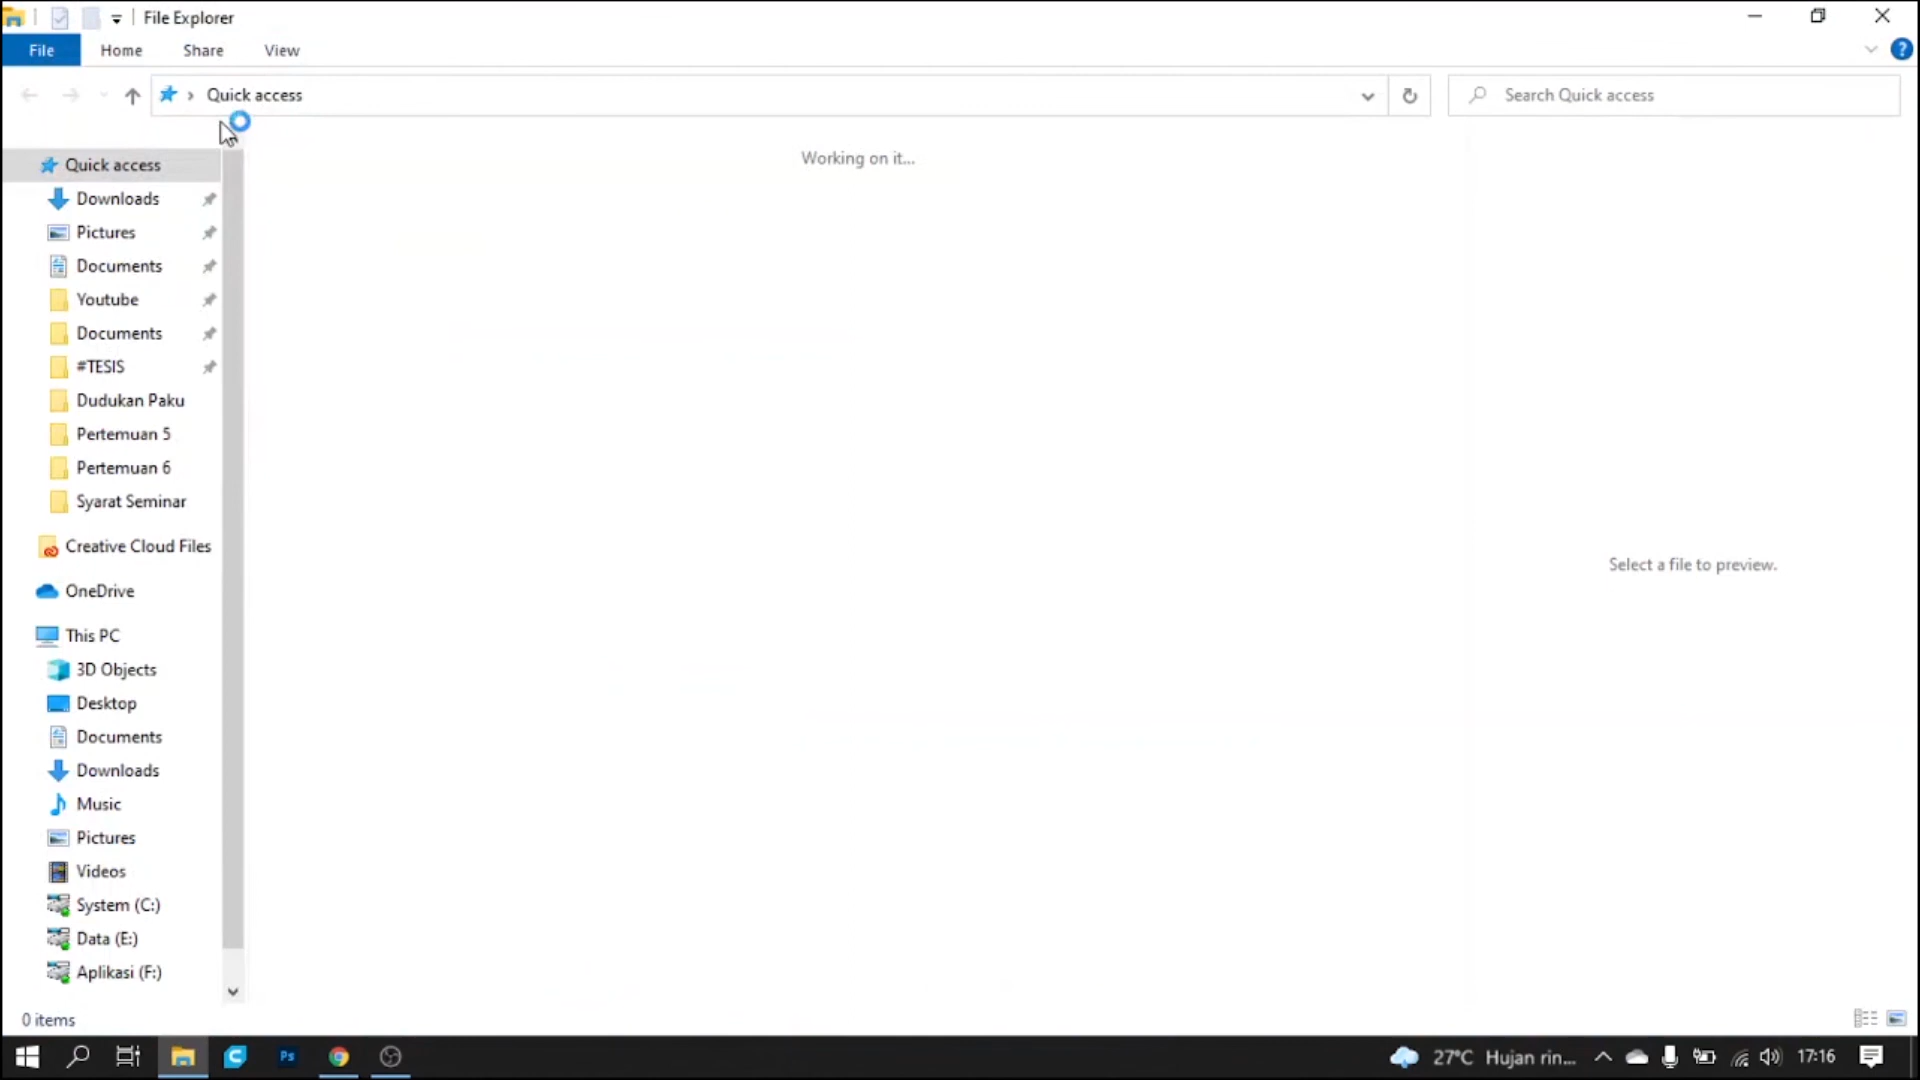 File Explorer
File Home Share View
Quick access
Search Quick access
Working on it...
Quick access
Downloads
Pictures
Documents
Youtube
Documents
#TESIS
Dudukan Paku
Pertemuan 5
Pertemuan 6
Syarat Seminar
Creative Cloud Files
OneDrive
This PC
3D Objects
Desktop
Documents
Downloads
Music
Pictures
Videos
System (C:)
Data (E:)
Aplikasi (F:)
Select a file to preview.
0 items
Ps
27°C Hujan rin... 17:16